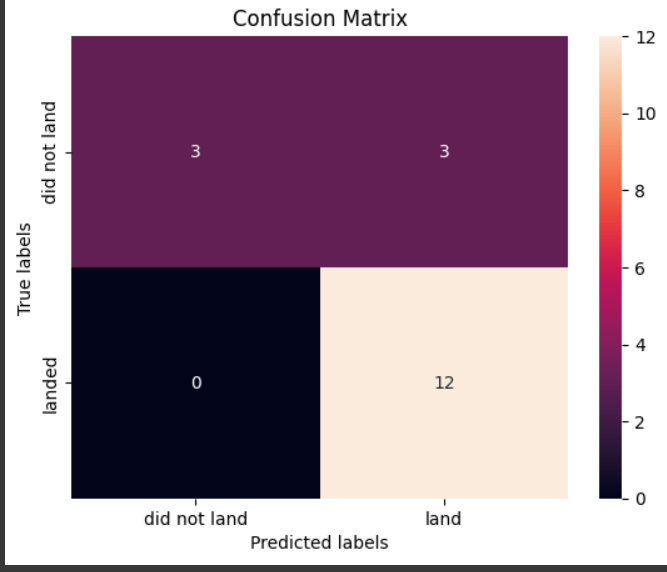 Confusion Matrix
True labels
did not land
landed
3
3
0
12
did not land
land
Predicted labels
12
10
8
6
4
2
0